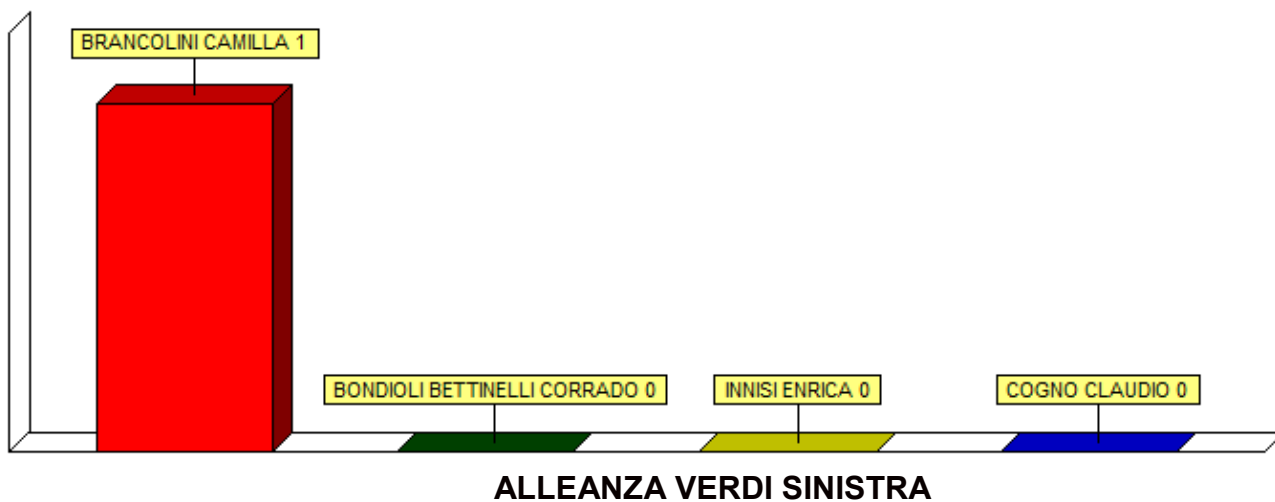 BRANCOLINI CAMILLA 1
BONDIOLI BETTINELLI CORRADO 0
INNISI ENRICA 0
COGNO CLAUDIO 0
ALLEANZA VERDI SINISTRA